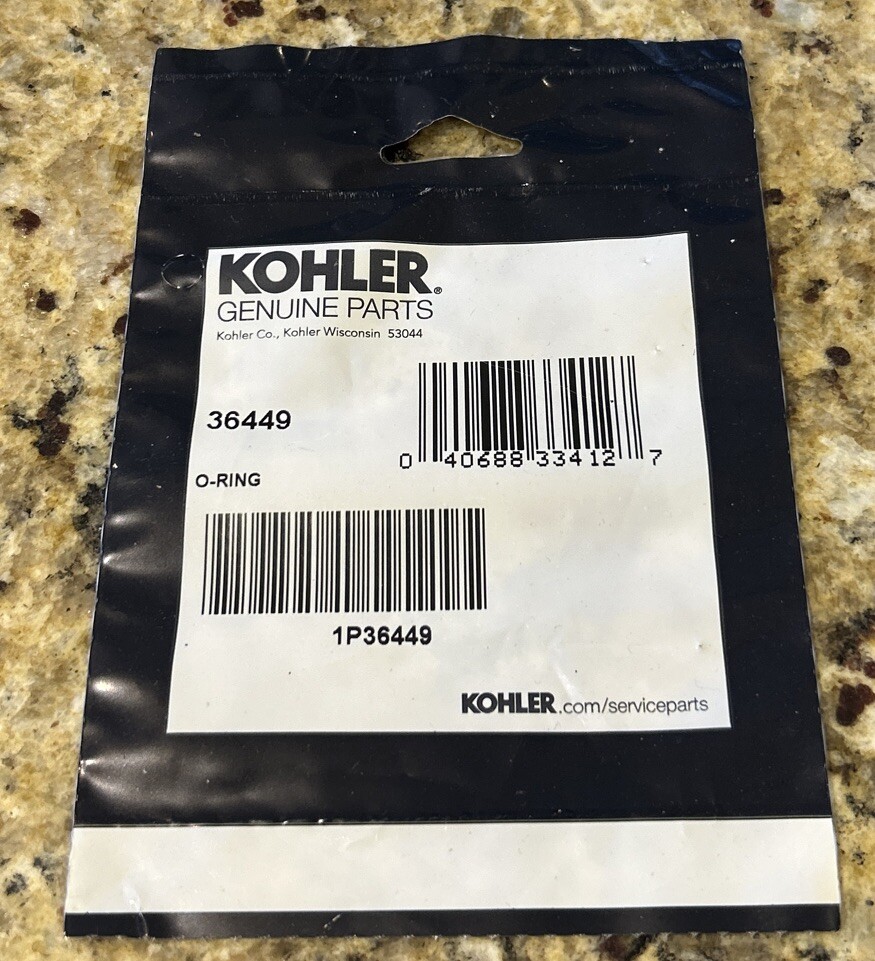 KOHLER®
GENUINE PARTS
Kohler Co., Kohler Wisconsin 53044
36449
0 40688 33412 7
O-RING
1P36449
KOHLER.com/serviceparts